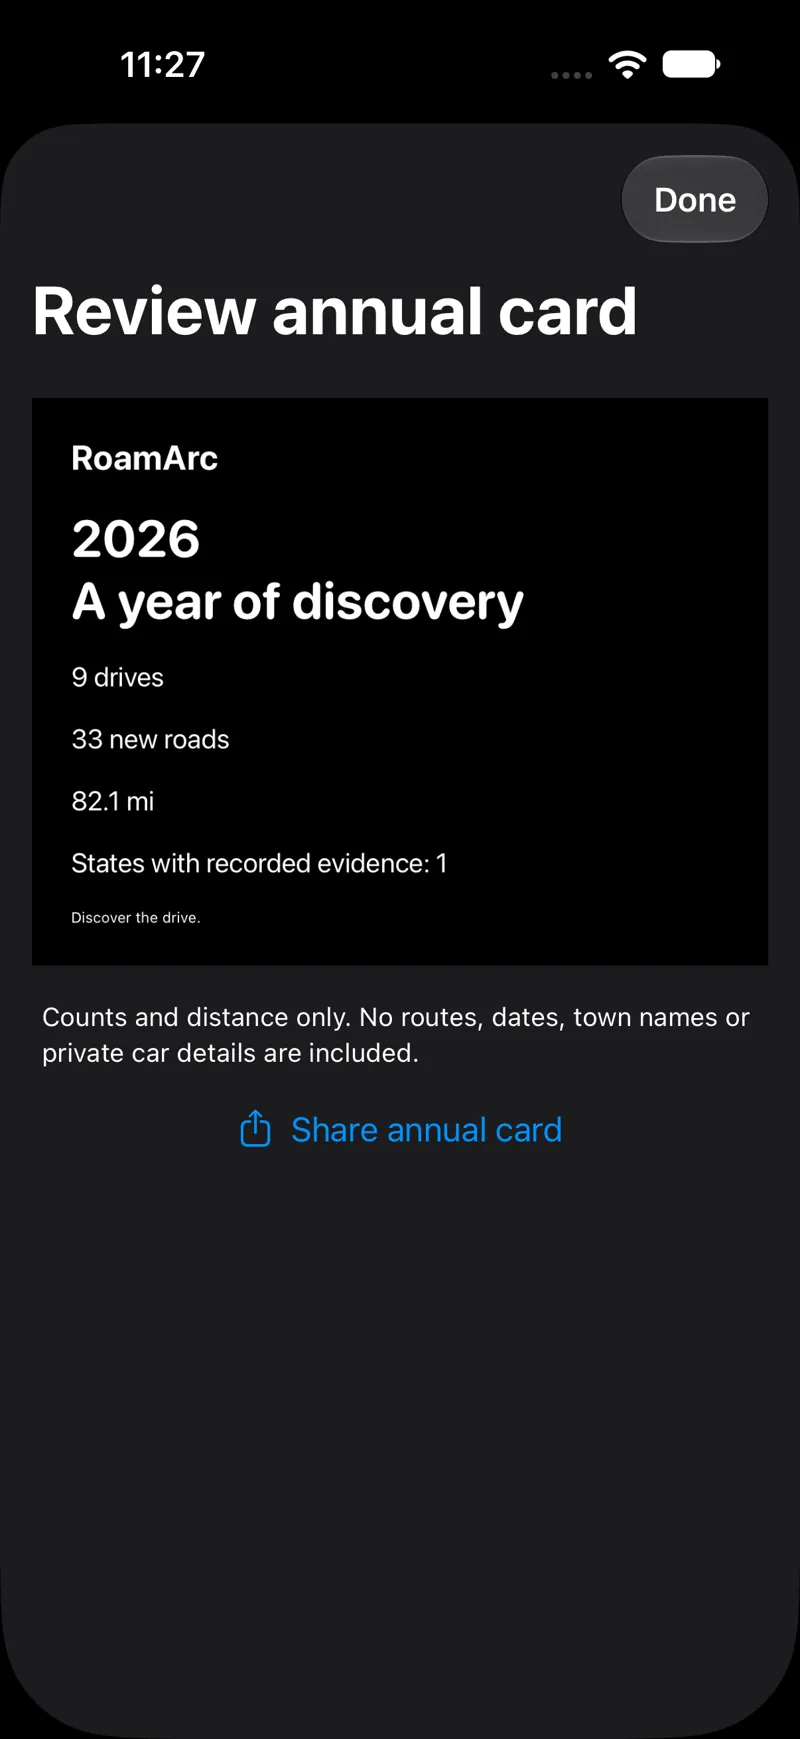 11:27
Done
Review annual card
RoamArc
2026
A year of discovery
9 drives
33 new roads
82.1 mi
States with recorded evidence: 1
Discover the drive.
Counts and distance only. No routes, dates, town names or
private car details are included.
Share annual card